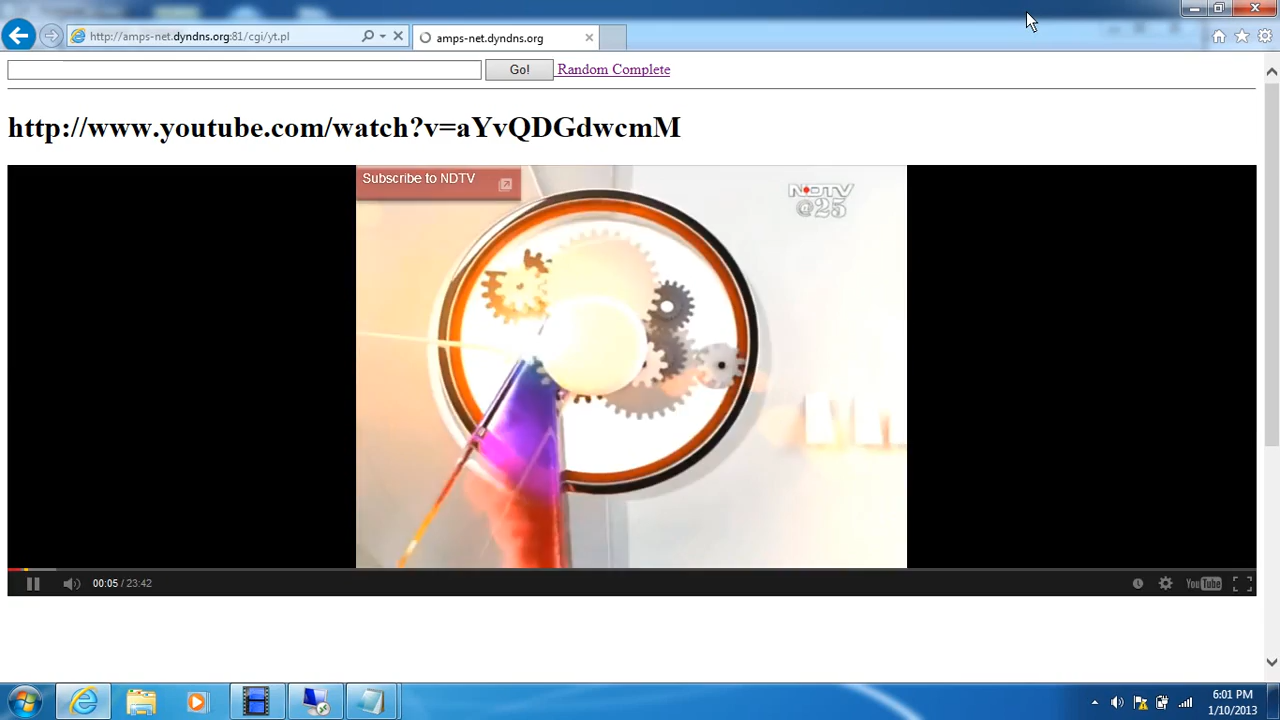 http://amps-net.dyndns.org:81/cgi/yt.pl
amps-net.dyndns.org
Go!
Random Complete
http://www.youtube.com/watch?v=aYvQDGdwcmM
Subscribe to NDTV
NDTV
@25
00:05 / 23:42
YouTube
6:01 PM
1/10/2013